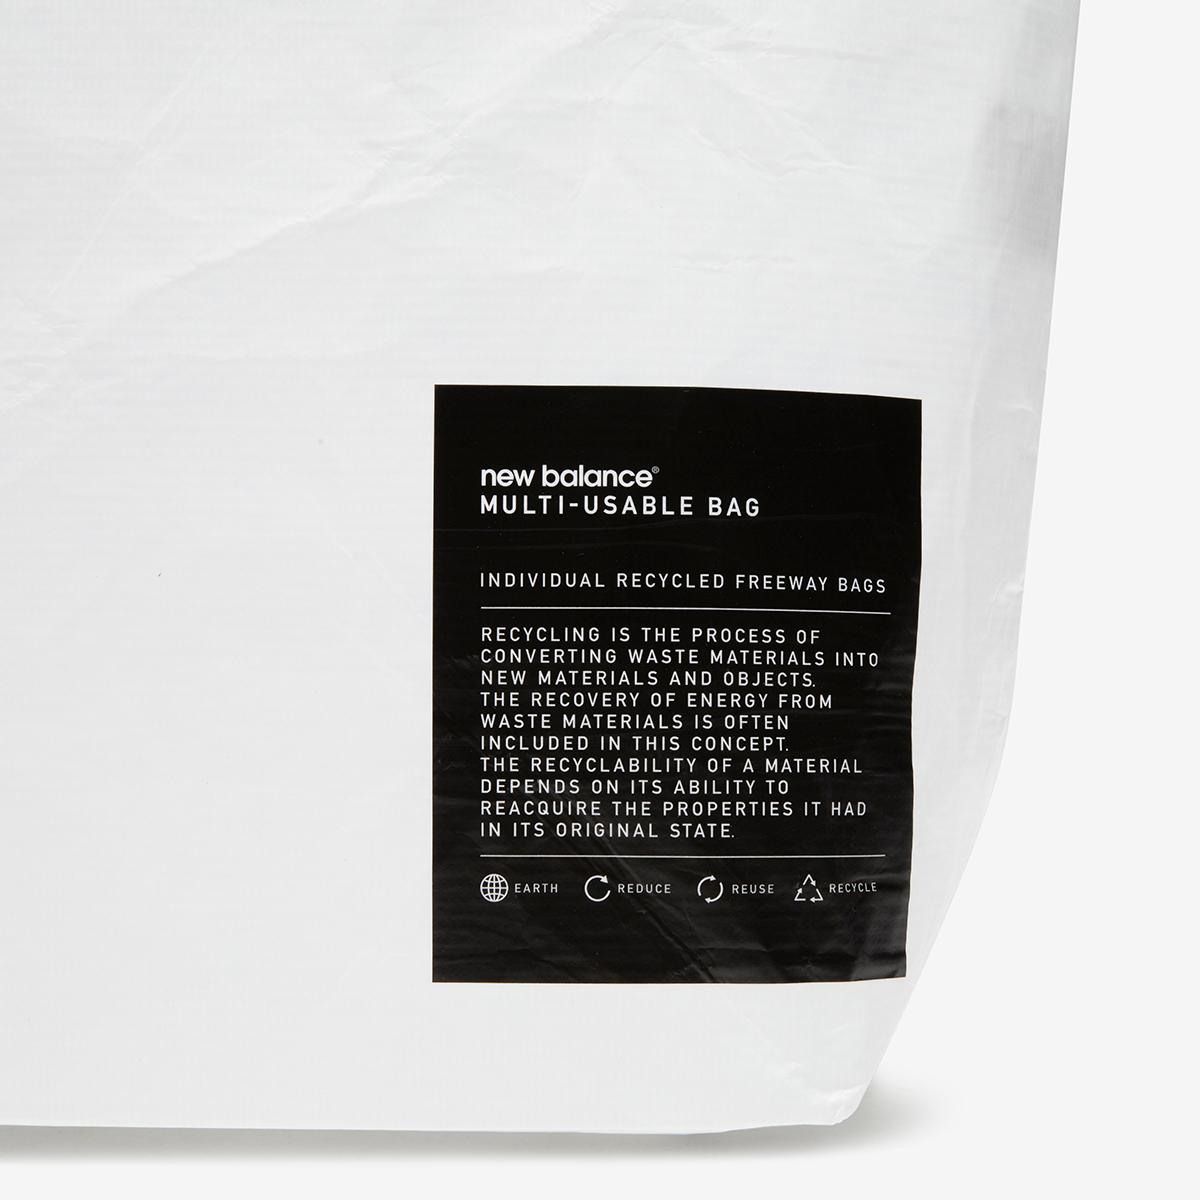 new balance®
MULTI-USABLE BAG
INDIVIDUAL RECYCLED FREEWAY BAGS
RECYCLING IS THE PROCESS OF
CONVERTING WASTE MATERIALS INTO
NEW MATERIALS AND OBJECTS.
THE RECOVERY OF ENERGY FROM
WASTE MATERIALS IS OFTEN
INCLUDED IN THIS CONCEPT.
THE RECYCLABILITY OF A MATERIAL
DEPENDS ON ITS ABILITY TO
REACQUIRE THE PROPERTIES IT HAD
IN ITS ORIGINAL STATE.
EARTH REDUCE REUSE RECYCLE